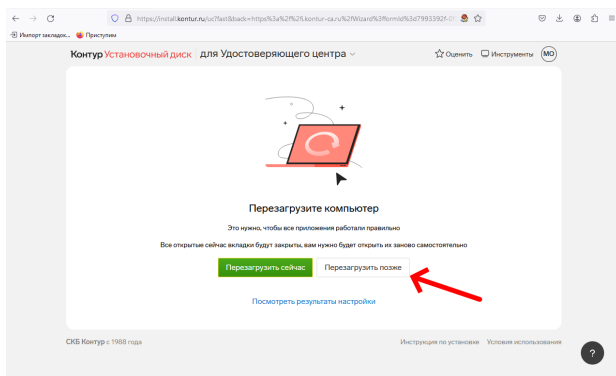 https://install.kontur.ru/uc?fast&back=https%3a%2f%2fi.kontur-ca.ru%2fWizard%3fformId%3d7993392f-0
Импорт закладок... Приступим
Контур Установочный диск для Удостоверяющего центра Оценить Инструменты МО
Перезагрузите компьютер
Это нужно, чтобы все приложения работали правильно
Все открытые сейчас вкладки будут закрыты, вам нужно будет открыть их заново самостоятельно
Перезагрузить сейчас Перезагрузить позже
Посмотреть результаты настройки
СКБ Контур с 1988 года Инструкция по установке Условия использования
?